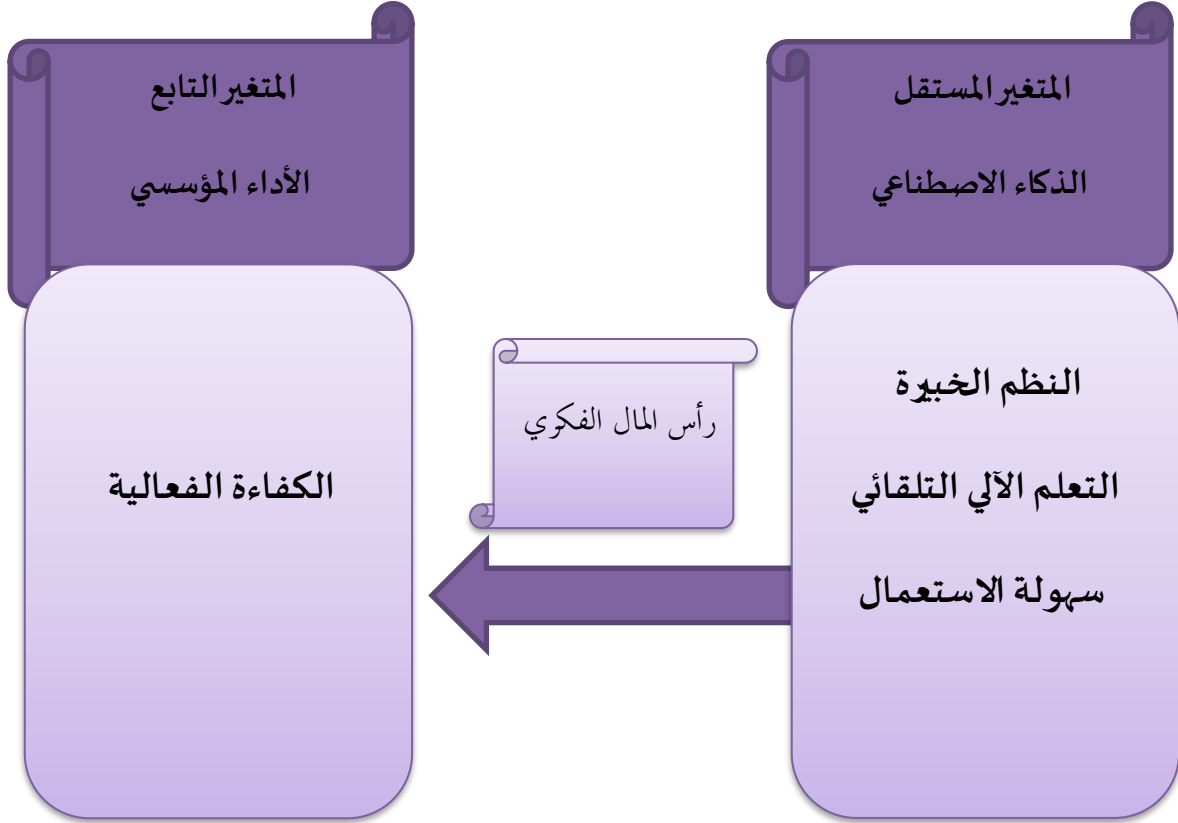 المتغير المستقل
الذكاء الاصطناعي
النظم الخبيرة
التعلم الآلي التلقائي
سهولة الاستعمال
رأس المال الفكري
المتغير التابع
الأداء المؤسسي
الكفاءة الفعالية